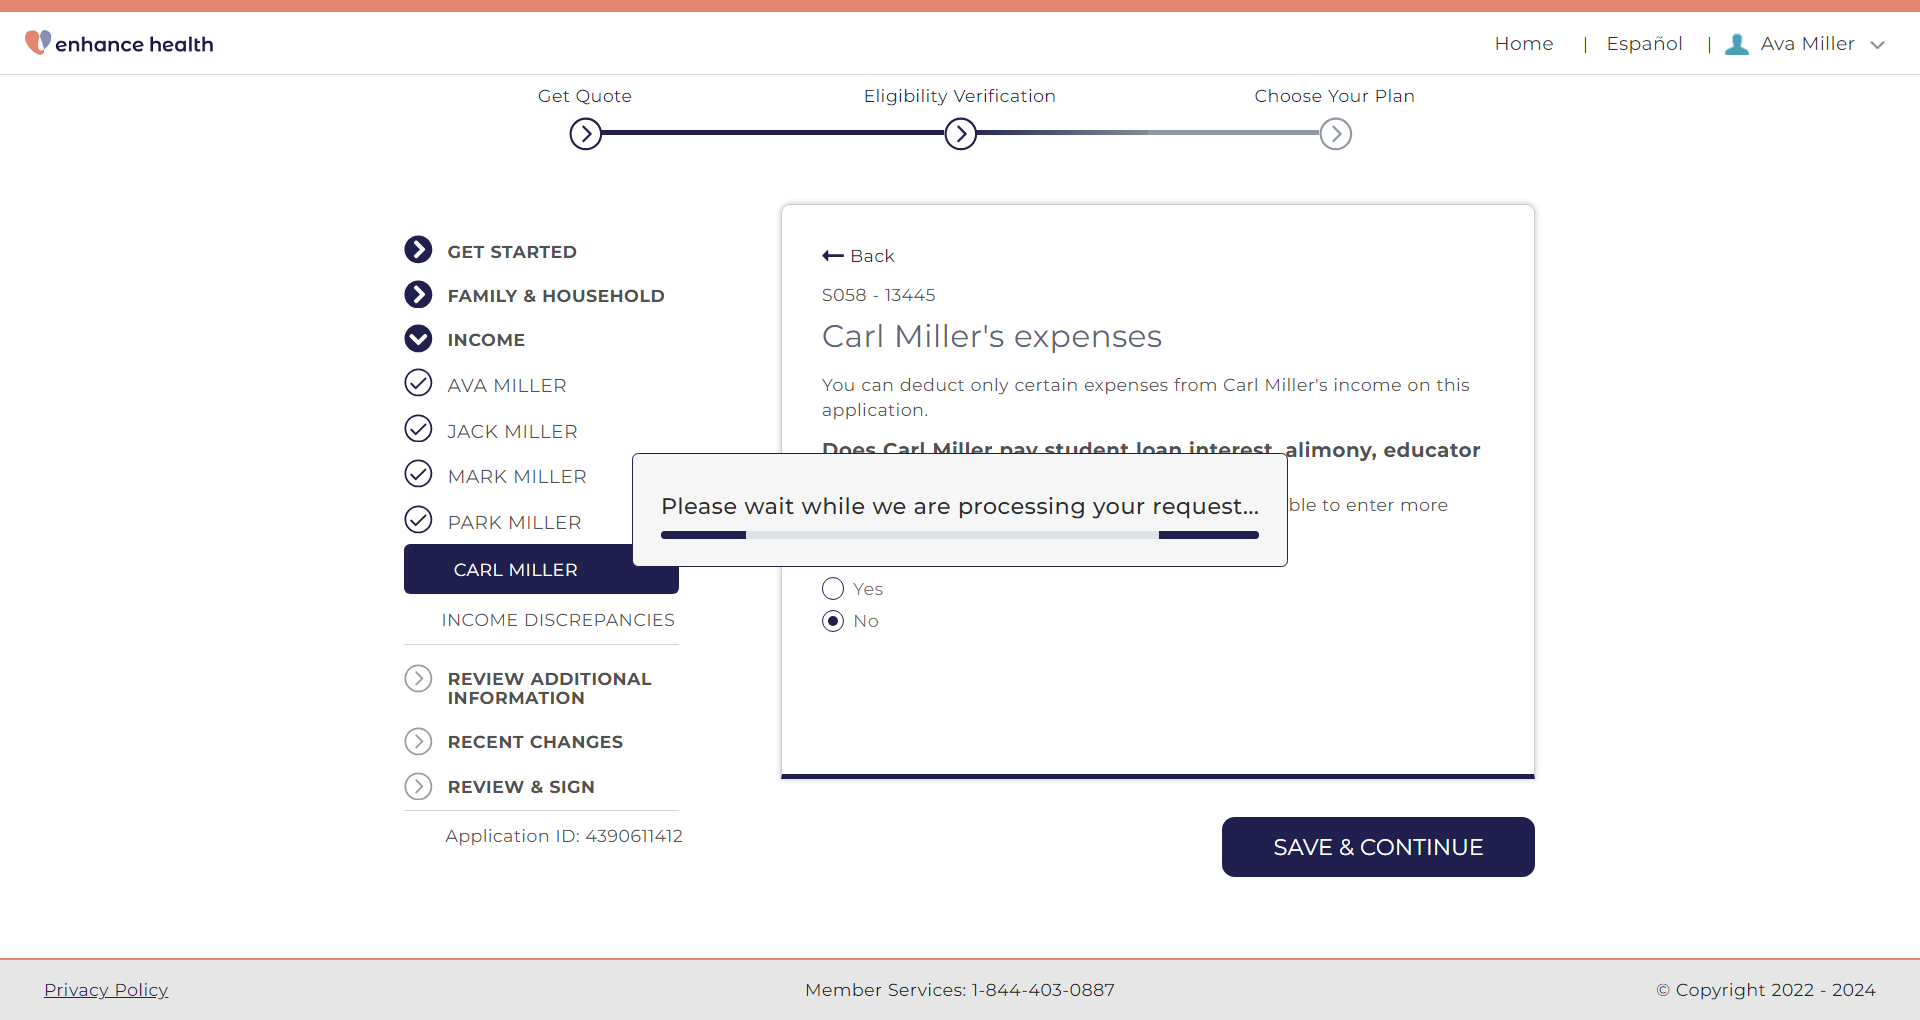 enhance health
Home | Español | Ava Miller
Get Quote
Eligibility Verification
Choose Your Plan
GET STARTED
FAMILY & HOUSEHOLD
INCOME
AVA MILLER
JACK MILLER
MARK MILLER
PARK MILLER
CARL MILLER
INCOME DISCREPANCIES
REVIEW ADDITIONAL
INFORMATION
RECENT CHANGES
REVIEW & SIGN
Application ID: 4390611412
Back
S058 - 13445
Carl Miller's expenses
You can deduct only certain expenses from Carl Miller's income on this
application.
Does Carl Miller pay student loan interest, alimony, educator
Please wait while we are processing your request...
to enter more
Yes
No
SAVE & CONTINUE
Privacy Policy
Member Services: 1-844-403-0887
© Copyright 2022 - 2024